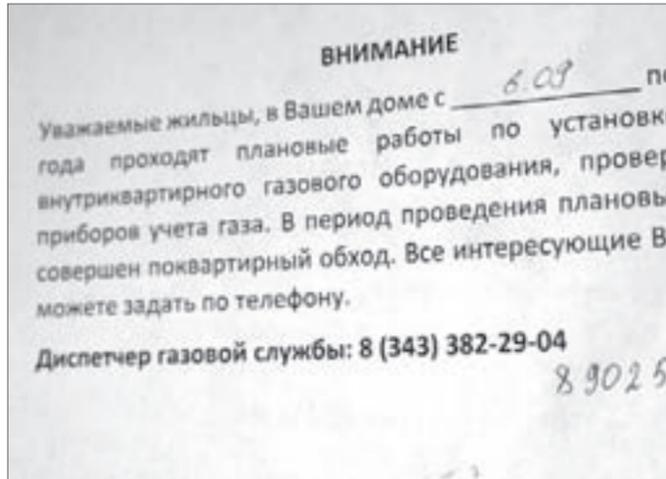 ВНИМАНИЕ
Уважаемые жильцы, в Вашем доме с 6.09 по
года проходят плановые работы по установк
внутриквартирного газового оборудования, провер
приборов учета газа. В период проведения плановы
совершен поквартирный обход. Все интересующие В
можете задать по телефону.
Диспетчер газовой службы: 8 (343) 382-29-04
89025